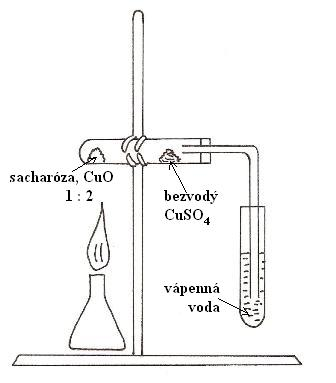 sacharóza, CuO
1 : 2
bezvodý
CuSO₄
vápenná
voda